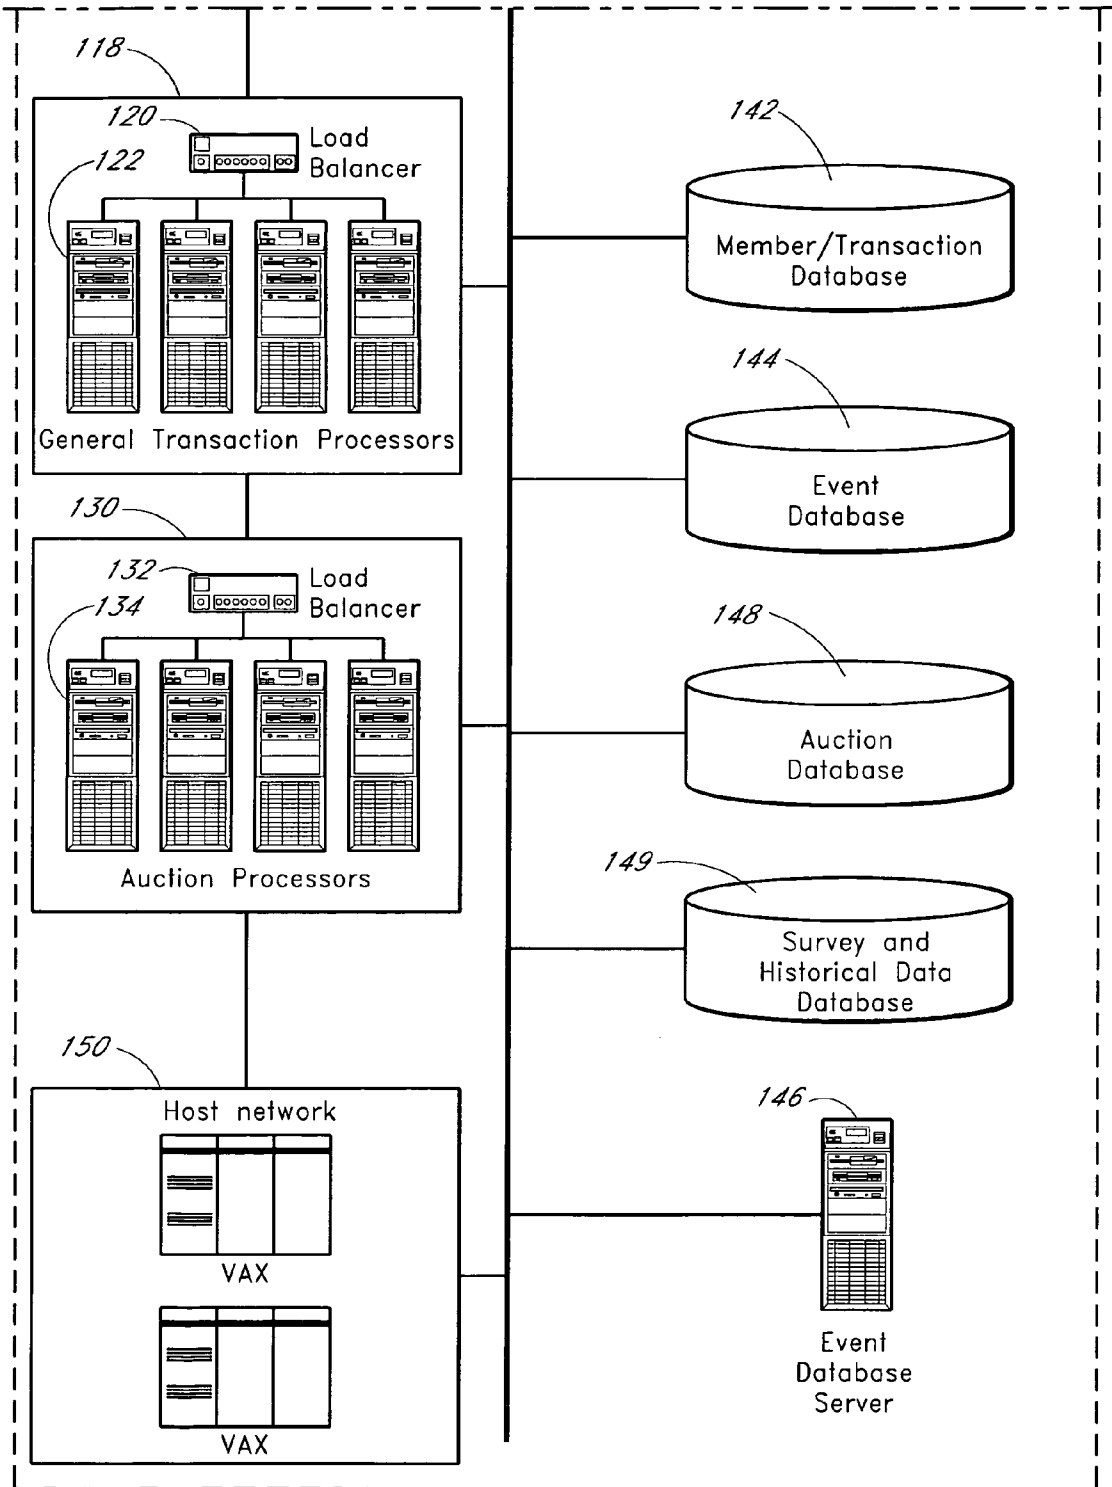 118
120
Load
Balancer
122
General Transaction Processors
130
132
Load
Balancer
134
Auction Processors
150
Host network
VAX
VAX
142
Member/Transaction
Database
144
Event
Database
148
Auction
Database
149
Survey and
Historical Data
Database
146
Event
Database
Server